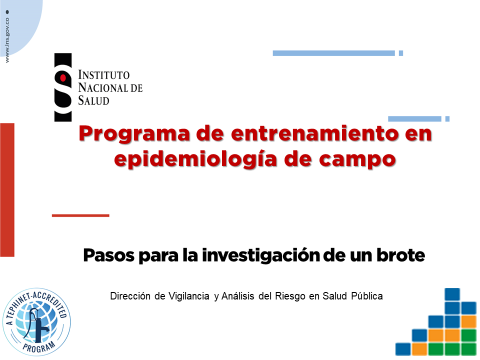 www.ins.gov.co
INSTITUTO
NACIONAL DE
SALUD
Programa de entrenamiento en
epidemiología de campo
Pasos para la investigación de un brote
Dirección de Vigilancia y Análisis del Riesgo en Salud Pública
A TEPHINET-ACCREDITED
PROGRAM